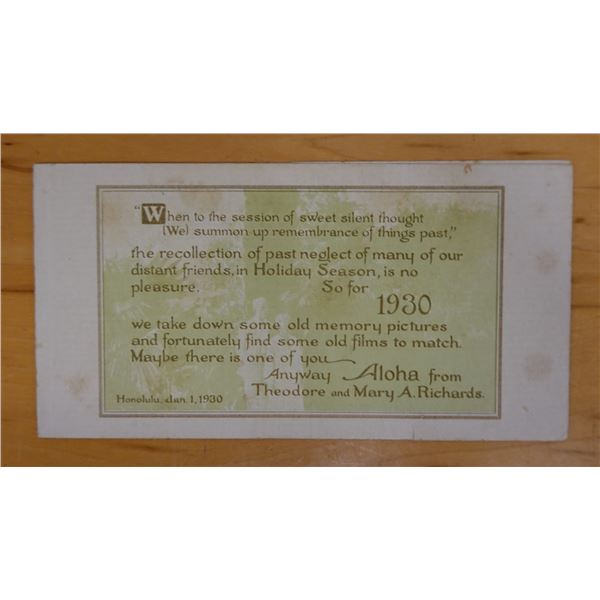 "When to the session of sweet silent thought
[We] summon up remembrance of things past,"
the recollection of past neglect of many of our
distant friends, in Holiday Season, is no
pleasure. So for
1930
we take down some old memory pictures
and fortunately find some old films to match.
Maybe there is one of you
Anyway Aloha from
Theodore and Mary A. Richards.
Honolulu, Jan. 1, 1930